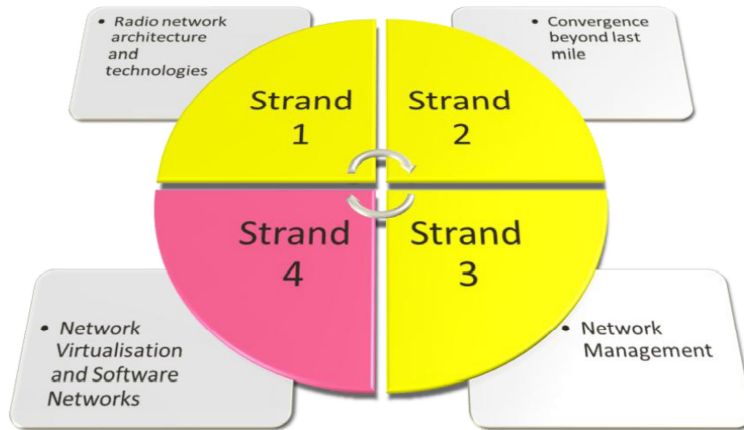 • Radio network
architecture
and
technologies
• Convergence
beyond last
mile
Strand
1
Strand
2
Strand
4
Strand
3
• Network
Virtualisation
and Software
Networks
• Network
Management